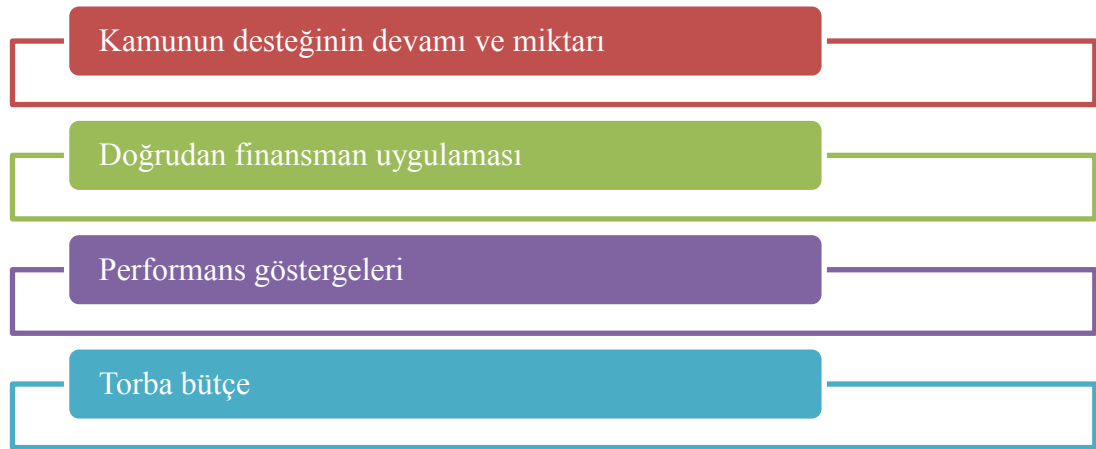 Kamunun desteğinin devamı ve miktarı
Doğrudan finansman uygulaması
Performans göstergeleri
Torba bütçe